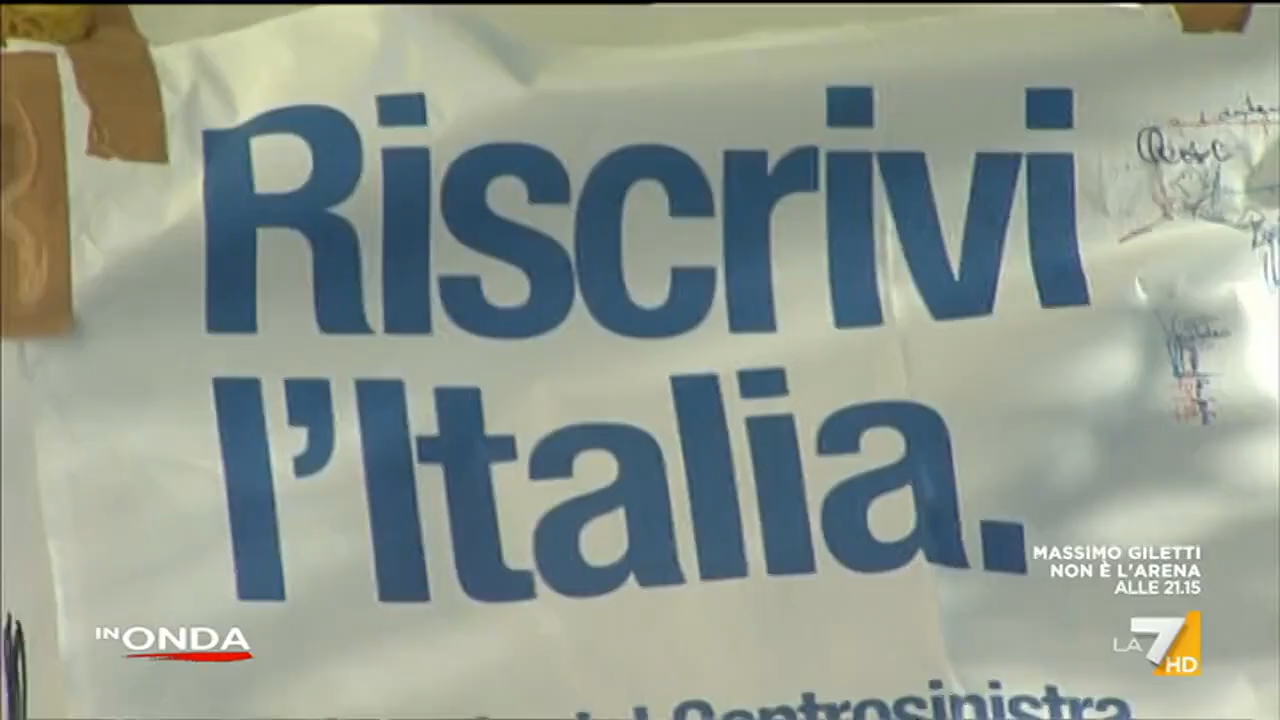 Riscrivi
l'Italia.
Centrosinistra
MASSIMO GILETTI
NON È L'ARENA
ALLE 21.15
IN ONDA
LA7 HD